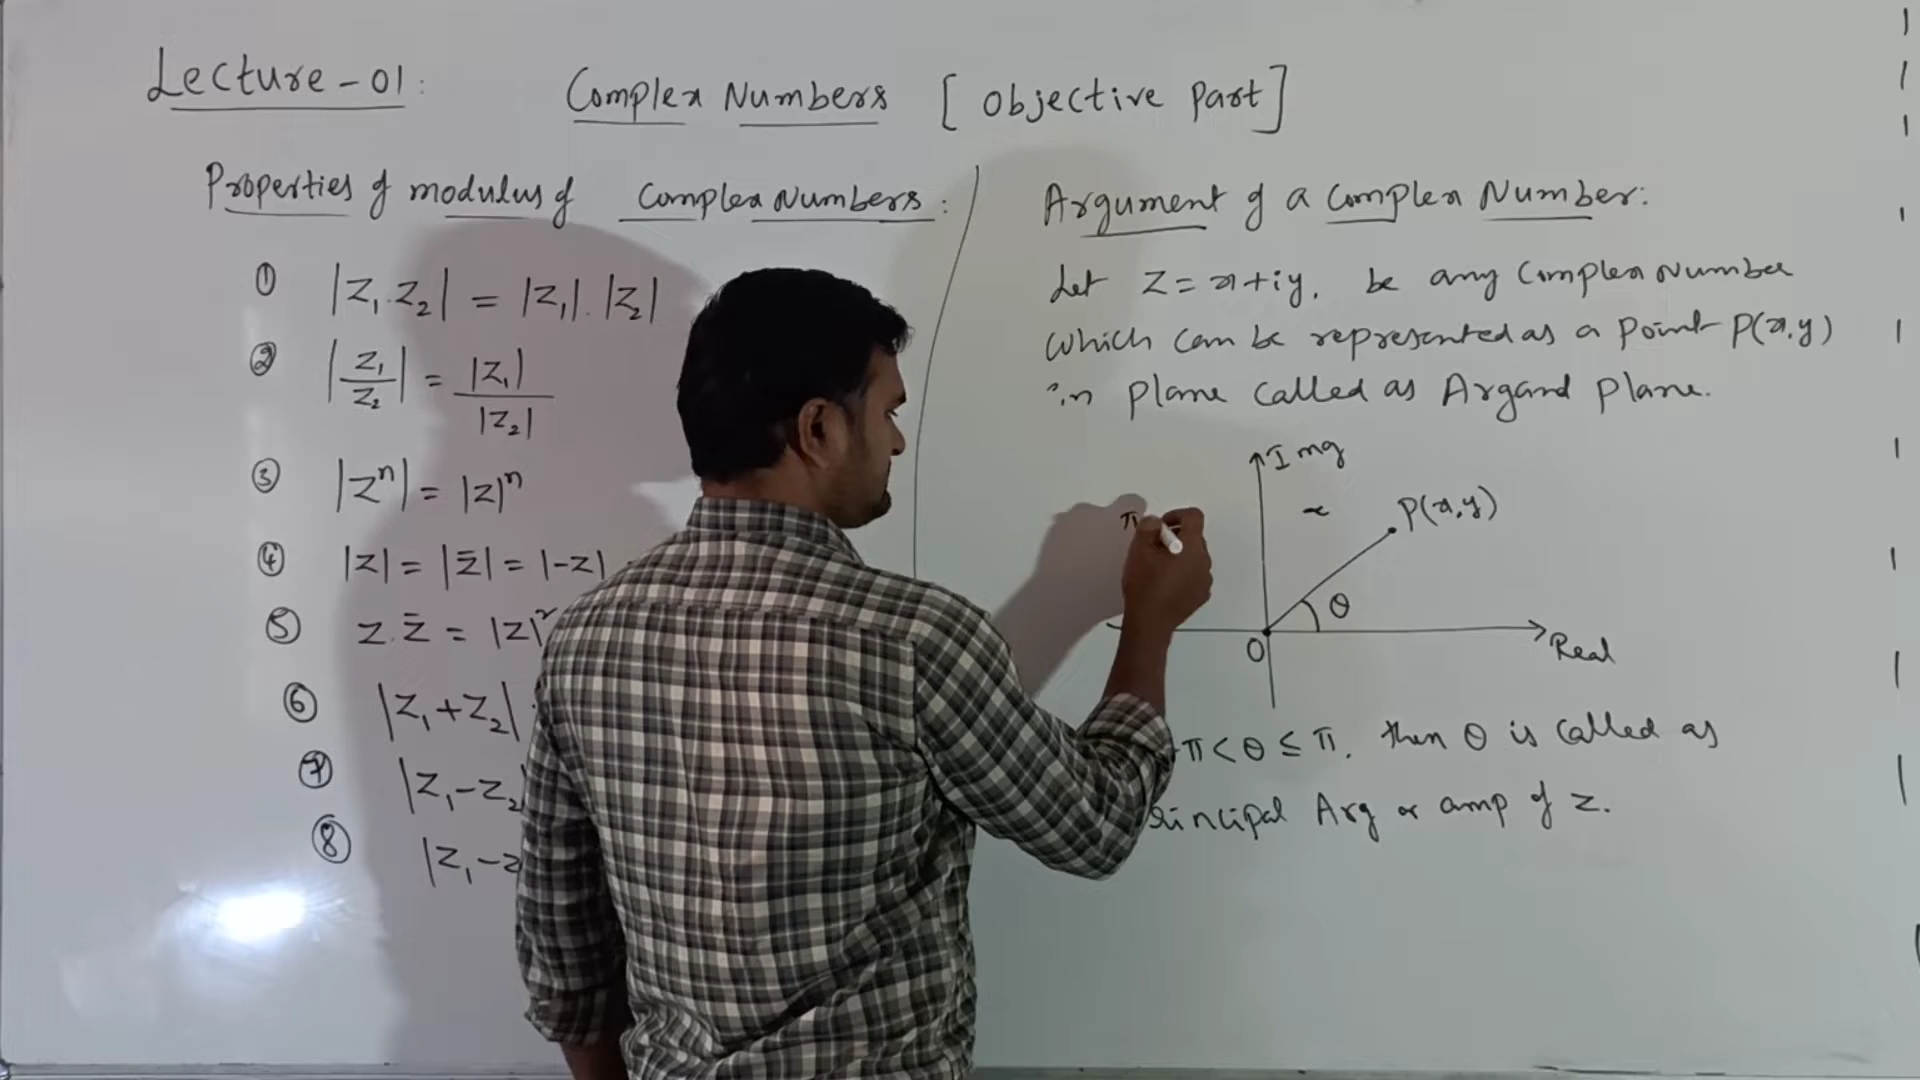 Lecture-01:
Complex Numbers [Objective Part]
Properties of modulus of Complex Numbers:
① |Z₁.Z₂| = |Z₁|.|Z₂|
② |Z₁/Z₂| = |Z₁|/|Z₂|
③ |Zⁿ| = |Z|ⁿ
④ |Z| = |Z̄| = |-Z|
⑤ Z.Z̄ = |Z|²
⑥ |Z₁+Z₂|
⑦ |Z₁-Z₂|
⑧ |Z₁-Z
Argument of a Complex Number:
Let Z = x+iy, be any Complex Number
which can be represented as a point P(x,y)
in plane called as Argand plane.
Img
π
α
P(x,y)
θ
O
Real
-π < θ ≤ π, then θ is called as
rincipal Arg or amp of z.